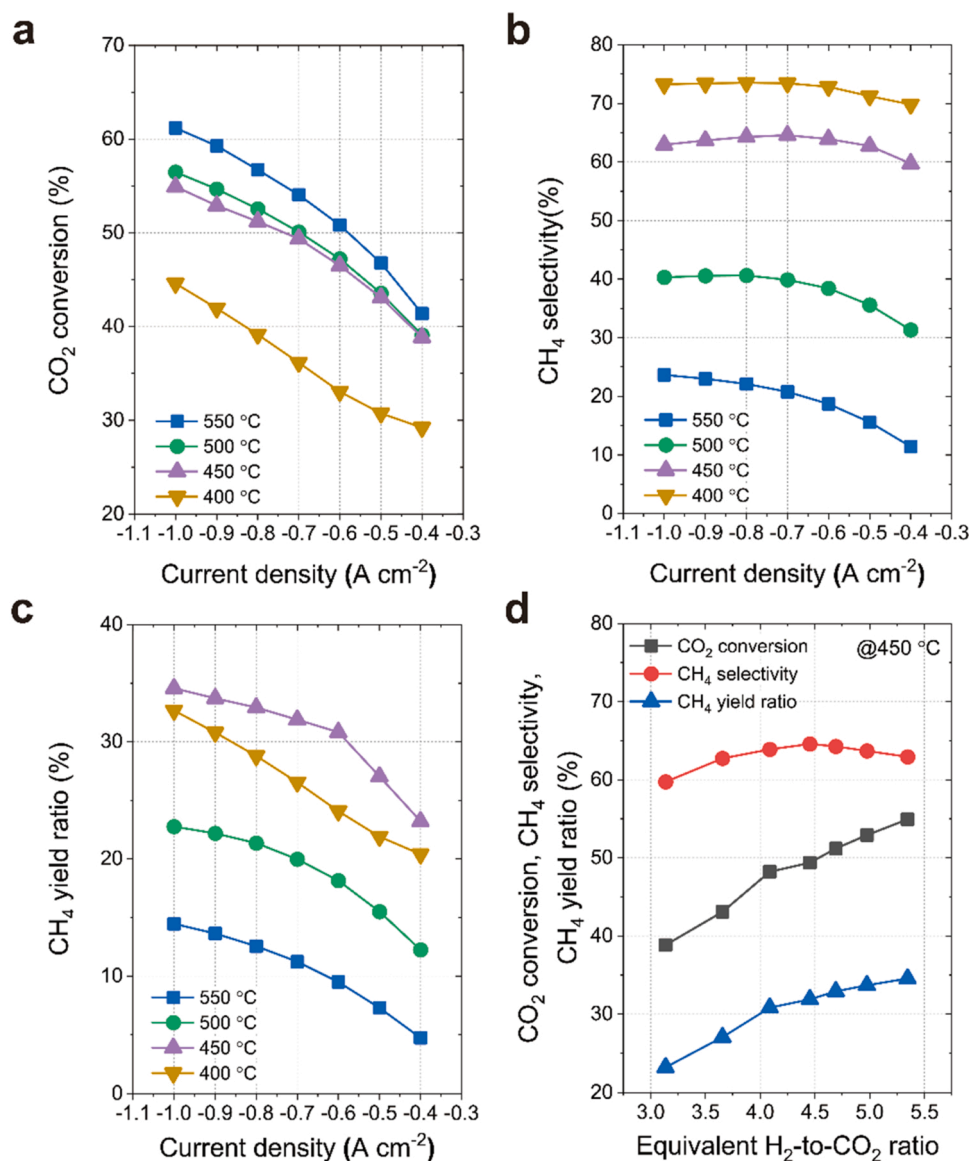 a
70
60
50
40
30
20
CO₂ conversion (%)
550 °C
500 °C
450 °C
400 °C
-1.1 -1.0 -0.9 -0.8 -0.7 -0.6 -0.5 -0.4 -0.3
Current density (A cm⁻²)
b
80
70
60
50
40
30
20
10
0
CH₄ selectivity(%)
550 °C
500 °C
450 °C
400 °C
-1.1 -1.0 -0.9 -0.8 -0.7 -0.6 -0.5 -0.4 -0.3
Current density (A cm⁻²)
c
40
30
20
10
0
CH₄ yield ratio (%)
550 °C
500 °C
450 °C
400 °C
-1.1 -1.0 -0.9 -0.8 -0.7 -0.6 -0.5 -0.4 -0.3
Current density (A cm⁻²)
d
80
70
60
50
40
30
20
CO₂ conversion, CH₄ selectivity,
CH₄ yield ratio (%)
CO₂ conversion
CH₄ selectivity
CH₄ yield ratio
@450 °C
3.0 3.5 4.0 4.5 5.0 5.5
Equivalent H₂-to-CO₂ ratio